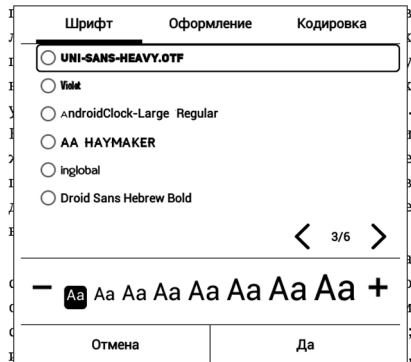 Шрифт Оформление Кодировка
UNI-SANS-HEAVY.OTF
Violet
AndroidClock-Large Regular
AA HAYMAKER
inglobal
Droid Sans Hebrew Bold
3/6
− Aa Aa Aa Aa Aa Aa Aa Aa +
Отмена Да